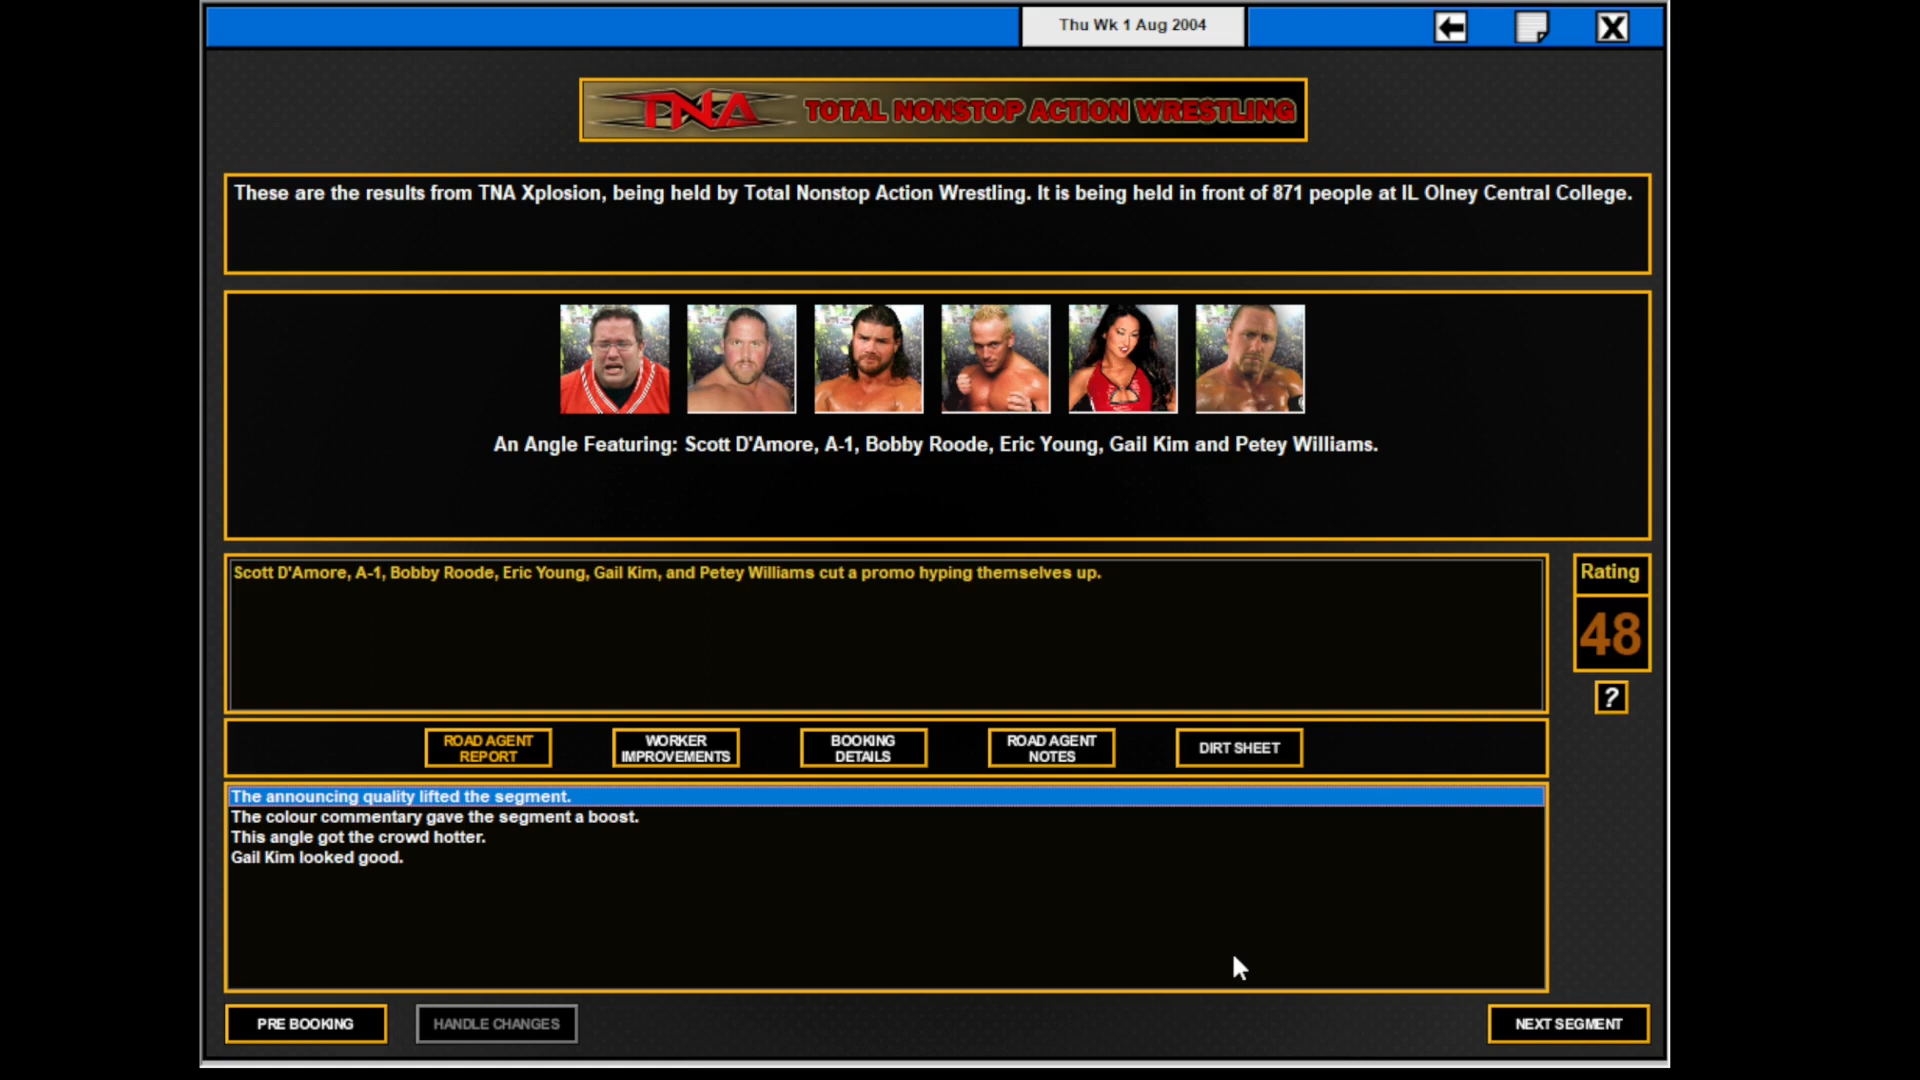 Thu Wk 1 Aug 2004
TNA TOTAL NONSTOP ACTION WRESTLING
These are the results from TNA Xplosion, being held by Total Nonstop Action Wrestling. It is being held in front of 871 people at IL Olney Central College.
An Angle Featuring: Scott D'Amore, A-1, Bobby Roode, Eric Young, Gail Kim and Petey Williams.
Scott D'Amore, A-1, Bobby Roode, Eric Young, Gail Kim, and Petey Williams cut a promo hyping themselves up.
Rating
48
?
ROAD AGENT
REPORT
WORKER
IMPROVEMENTS
BOOKING
DETAILS
ROAD AGENT
NOTES
DIRT SHEET
The announcing quality lifted the segment.
The colour commentary gave the segment a boost.
This angle got the crowd hotter.
Gail Kim looked good.
PRE BOOKING
HANDLE CHANGES
NEXT SEGMENT